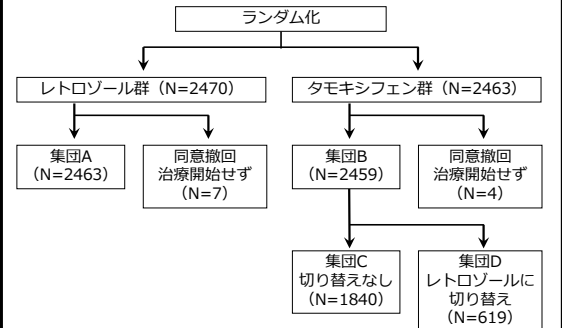 ランダム化
レトロゾール群（N=2470）
タモキシフェン群（N=2463）
集団A
（N=2463）
同意撤回
治療開始せず
（N=7）
集団B
（N=2459）
同意撤回
治療開始せず
（N=4）
集団C
切り替えなし
（N=1840）
集団D
レトロゾールに
切り替え
（N=619）